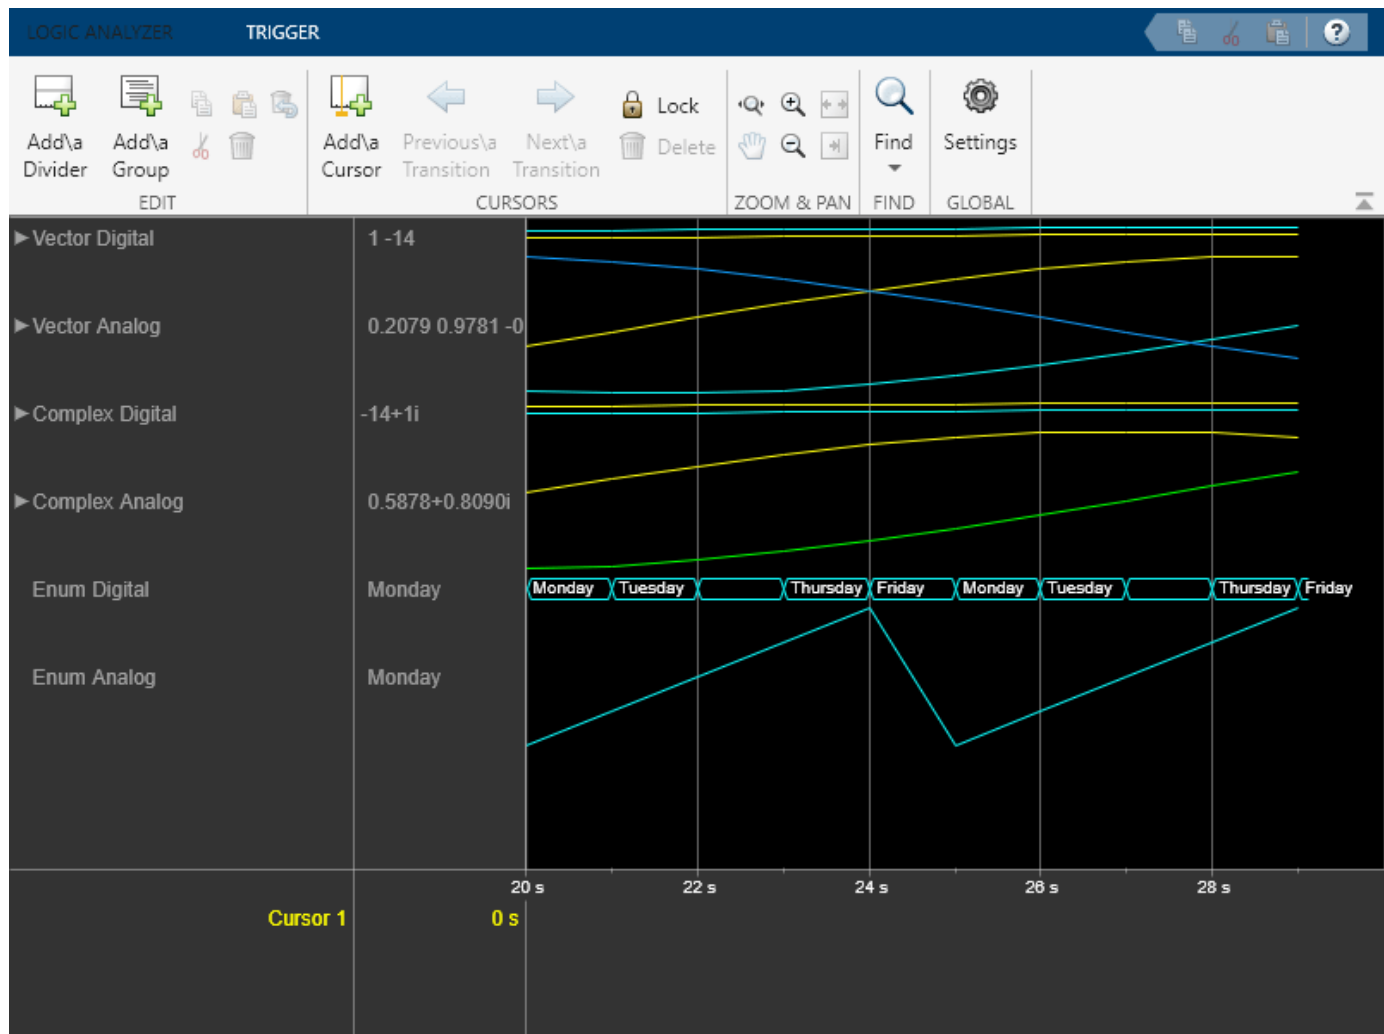 LOGIC ANALYZER TRIGGER ?
Add\a Add\a Add\a Previous\a Next\a Lock Find Settings
Divider Group Cursor Transition Transition Delete
EDIT CURSORS ZOOM & PAN FIND GLOBAL
Vector Digital 1 -14
Vector Analog 0.2079 0.9781 -0
Complex Digital -14+1i
Complex Analog 0.5878+0.8090i
Enum Digital Monday Monday Tuesday Thursday Friday Monday Tuesday Thursday Friday
Enum Analog Monday
20 s 22 s 24 s 26 s 28 s
Cursor 1 0 s